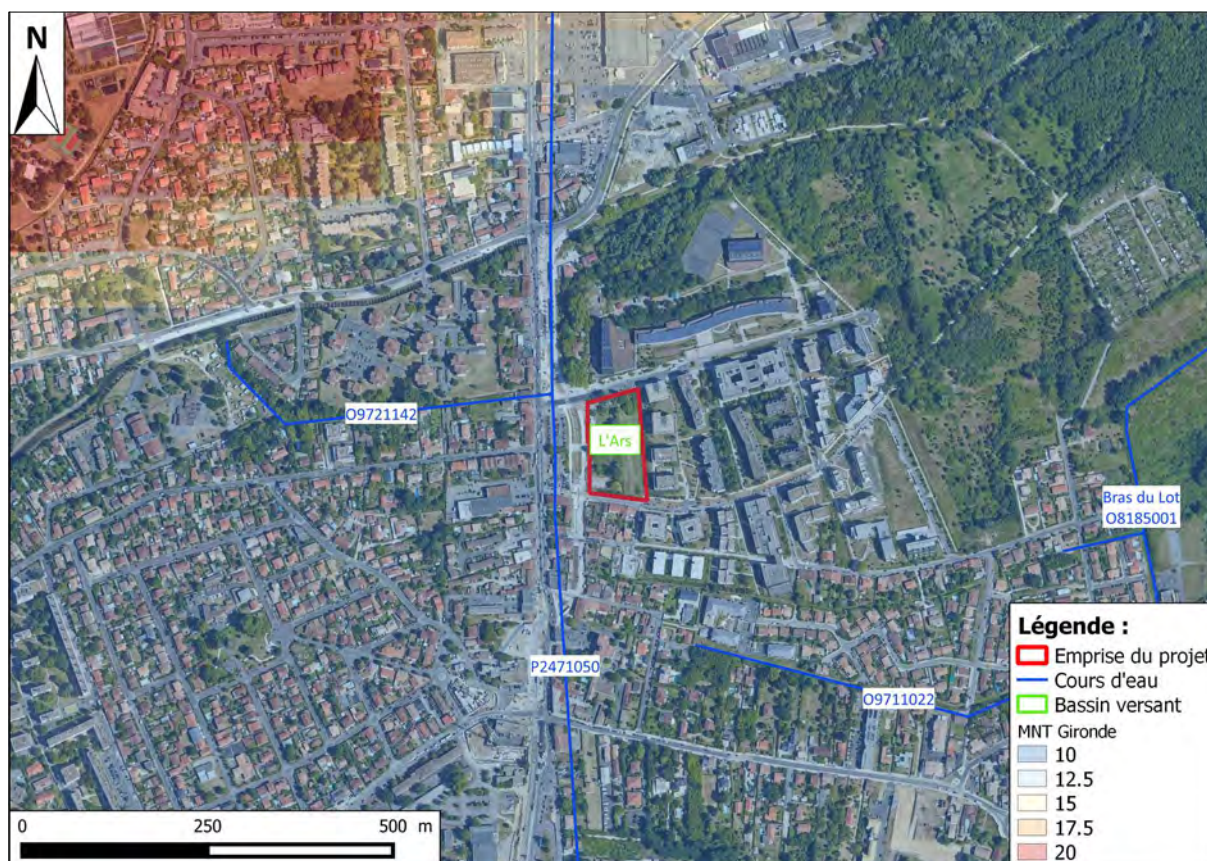 N
O9721142
L'Ars
Bras du Lot
O8185001
P2471050
O9711022
Légende :
Emprise du projet
Cours d'eau
Bassin versant
MNT Gironde
10
12.5
15
17.5
20
0 250 500 m